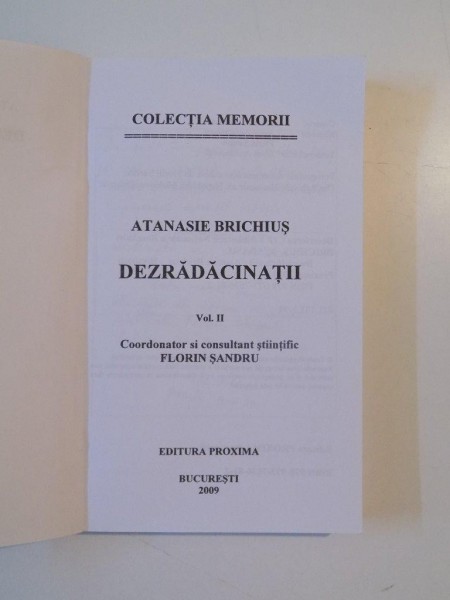 COLECȚIA MEMORII
ATANASIE BRICHIUȘ
DEZRĂDĂCINAȚII
Vol. II
Coordonator si consultant științific
FLORIN ȘANDRU
EDITURA PROXIMA
BUCUREȘTI
2009